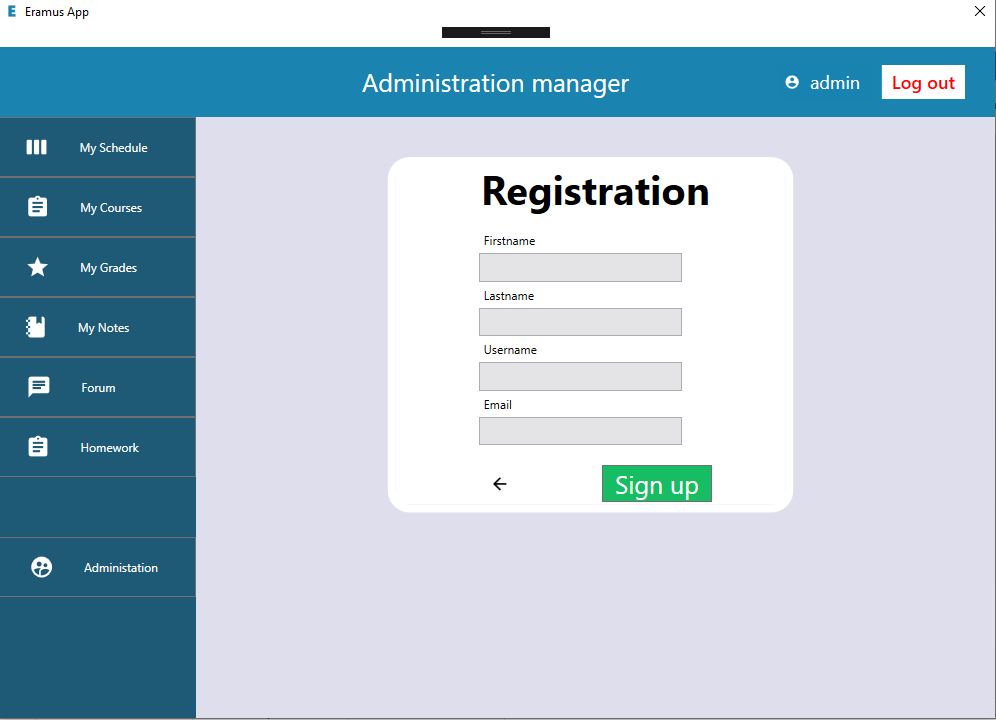 E Eramus App
Administration manager
admin
Log out
My Schedule
My Courses
My Grades
My Notes
Forum
Homework
Administation
Registration
Firstname
Lastname
Username
Email
Sign up